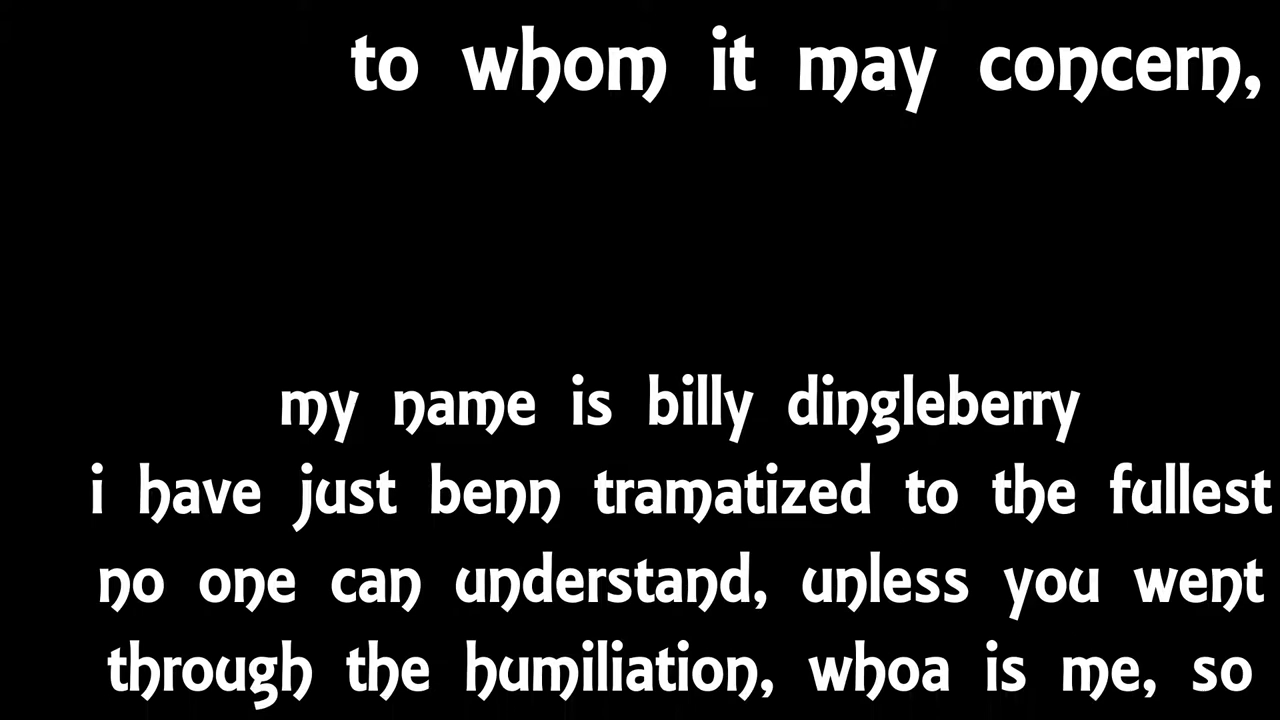 to whom it may concern,
my name is billy dingleberry
i have just benn tramatized to the fullest
no one can understand, unless you went
through the humiliation, whoa is me, so